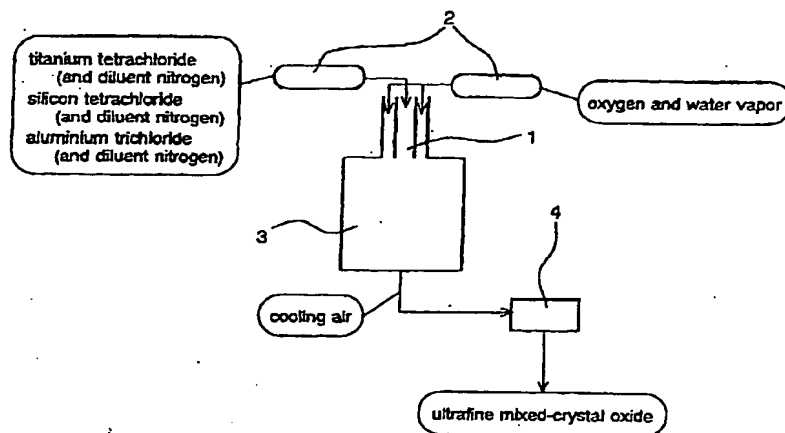 2
titanium tetrachloride
(and diluent nitrogen)
silicon tetrachloride
(and diluent nitrogen)
aluminium trichloride
(and diluent nitrogen)
oxygen and water vapor
1
3
4
cooling air
ultrafine mixed-crystal oxide